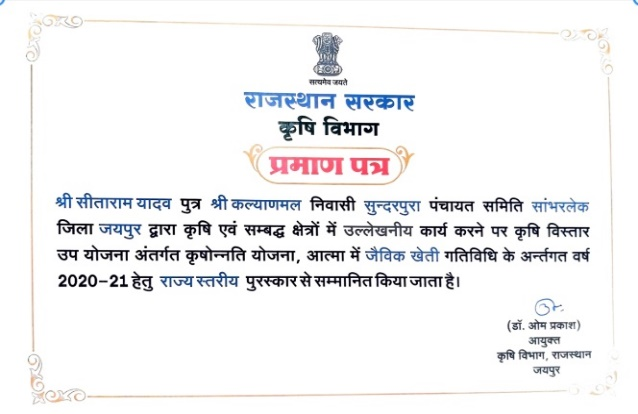 सत्यमेव जयते
राजस्थान सरकार
कृषि विभाग
प्रमाण पत्र
श्री सीताराम यादव पुत्र श्री कल्याणमल निवासी सुन्दरपुरा पंचायत समिति सांभरलेक
जिला जयपुर द्वारा कृषि एवं सम्बद्ध क्षेत्रों में उल्लेखनीय कार्य करने पर कृषि विस्तार
उप योजना अंतर्गत कृषोन्नति योजना, आत्मा में जैविक खेती गतिविधि के अर्न्तगत वर्ष
2020-21 हेतु राज्य स्तरीय पुरस्कार से सम्मानित किया जाता है।
(डॉ. ओम प्रकाश)
आयुक्त
कृषि विभाग, राजस्थान
जयपुर